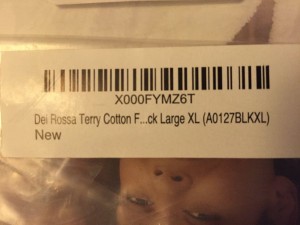 X000FYMZ6T
Del Rossa Terry Cotton F...ck Large XL (A0127BLKXL)
New